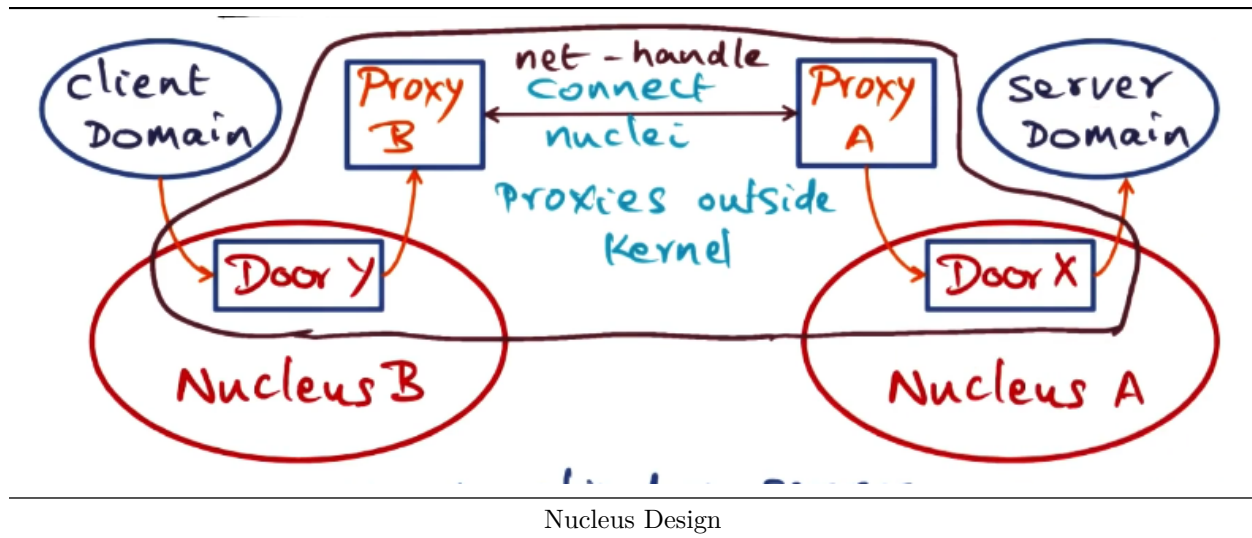 client
Domain
Proxy
B
net-handle
connect
nuclei
Proxies outside
Kernel
Proxy
A
server
Domain
Door Y
Nucleus B
Door X
Nucleus A
Nucleus Design